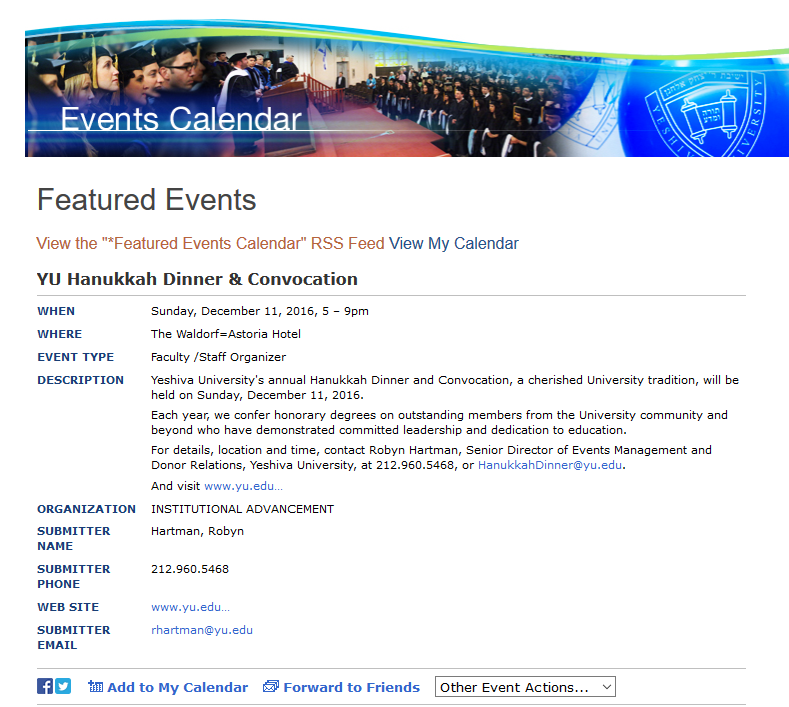 Events Calendar
ישיבת ר׳ יצחק אלחנן
תורה
ומדע
YESHIVA UNIVERSITY
Featured Events
View the "*Featured Events Calendar" RSS Feed View My Calendar
YU Hanukkah Dinner & Convocation
WHEN Sunday, December 11, 2016, 5 – 9pm
WHERE The Waldorf=Astoria Hotel
EVENT TYPE Faculty /Staff Organizer
DESCRIPTION Yeshiva University's annual Hanukkah Dinner and Convocation, a cherished University tradition, will be
held on Sunday, December 11, 2016.
Each year, we confer honorary degrees on outstanding members from the University community and
beyond who have demonstrated committed leadership and dedication to education.
For details, location and time, contact Robyn Hartman, Senior Director of Events Management and
Donor Relations, Yeshiva University, at 212.960.5468, or HanukkahDinner@yu.edu.
And visit www.yu.edu...
ORGANIZATION INSTITUTIONAL ADVANCEMENT
SUBMITTER NAME Hartman, Robyn
SUBMITTER PHONE 212.960.5468
WEB SITE www.yu.edu...
SUBMITTER EMAIL rhartman@yu.edu
Add to My Calendar Forward to Friends Other Event Actions...